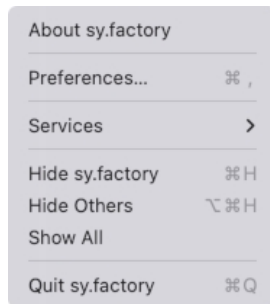 About sy.factory
Preferences... ⌘ ,
Services
Hide sy.factory ⌘H
Hide Others ⌥⌘H
Show All
Quit sy.factory ⌘Q